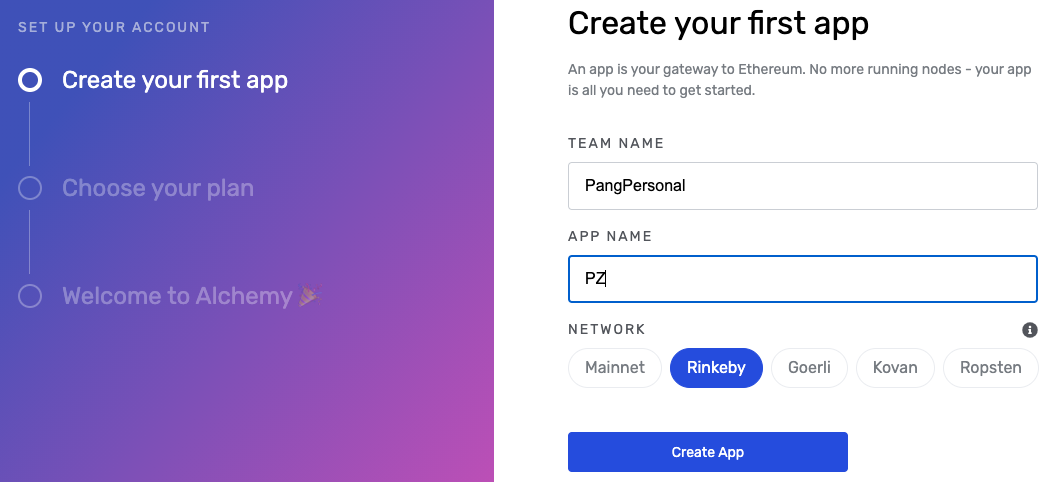 SET UP YOUR ACCOUNT
Create your first app
Choose your plan
Welcome to Alchemy 🎉
Create your first app
An app is your gateway to Ethereum. No more running nodes - your app
is all you need to get started.
TEAM NAME
PangPersonal
APP NAME
PZ
NETWORK
Mainnet Rinkeby Goerli Kovan Ropsten
Create App